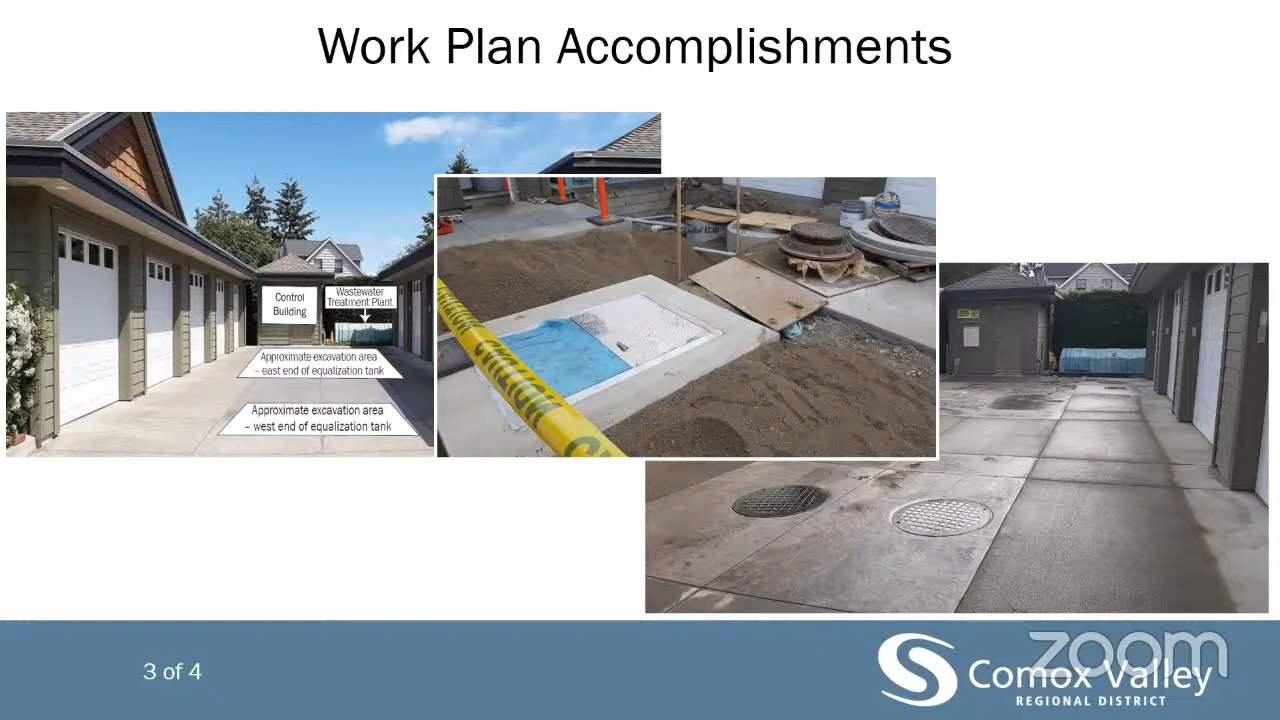 Work Plan Accomplishments
Control
Building
Wastewater
Treatment Plant
Approximate excavation area
– east end of equalization tank
Approximate excavation area
– west end of equalization tank
CAUTION
3 of 4
zoom
Comox Valley
REGIONAL DISTRICT